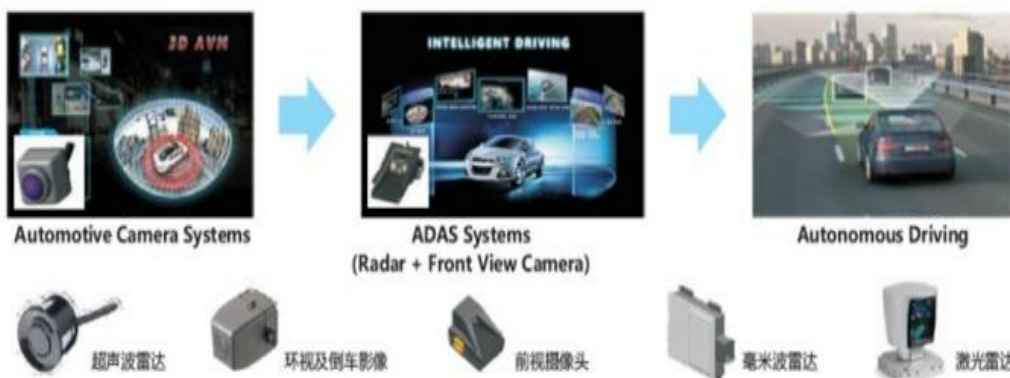 3D AVM
INTELLIGENT DRIVING
Automotive Camera Systems
ADAS Systems
(Radar + Front View Camera)
Autonomous Driving
超声波雷达
环视及倒车影像
前视摄像头
毫米波雷达
激光雷达